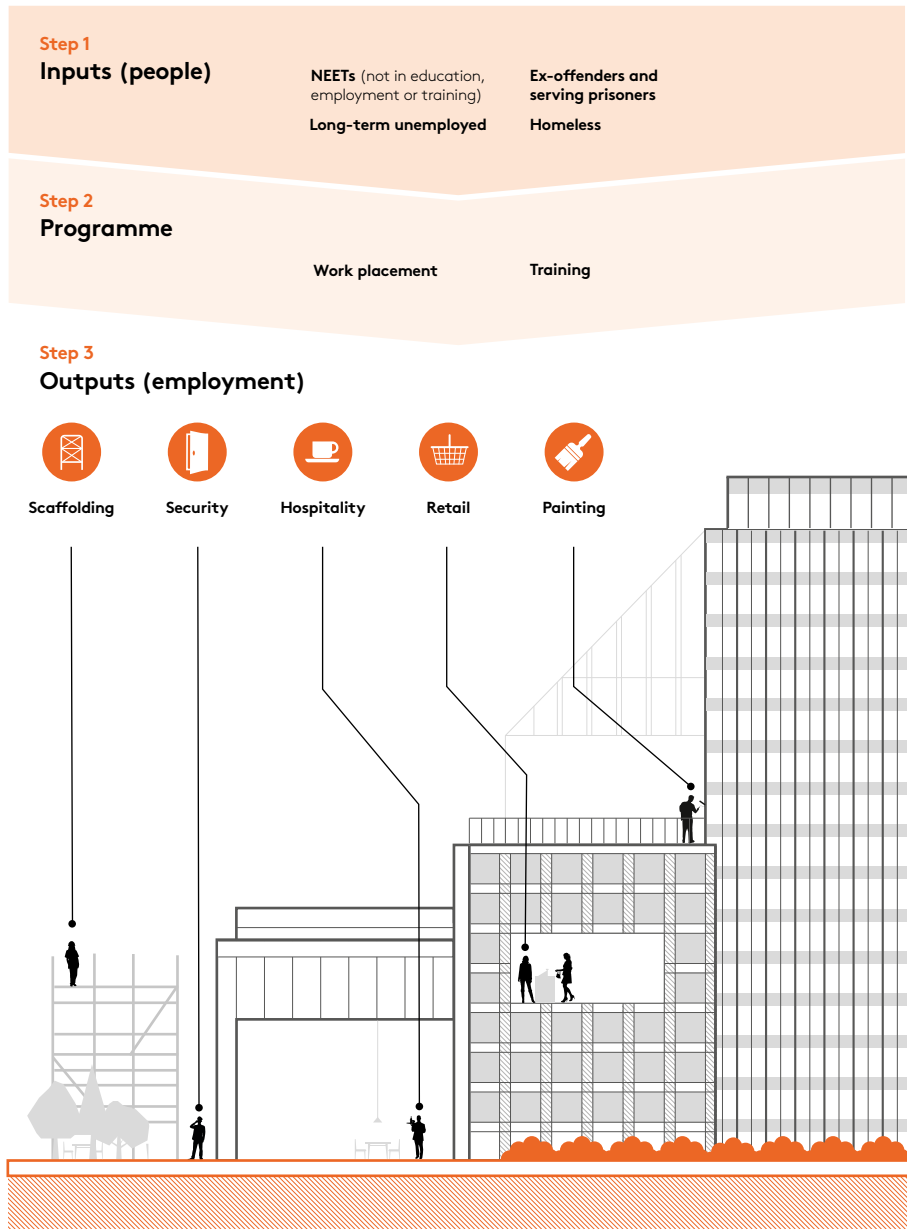 Step 1
Inputs (people)
NEETs (not in education,
employment or training)
Long-term unemployed
Ex-offenders and
serving prisoners
Homeless
Step 2
Programme
Work placement
Training
Step 3
Outputs (employment)
Scaffolding
Security
Hospitality
Retail
Painting